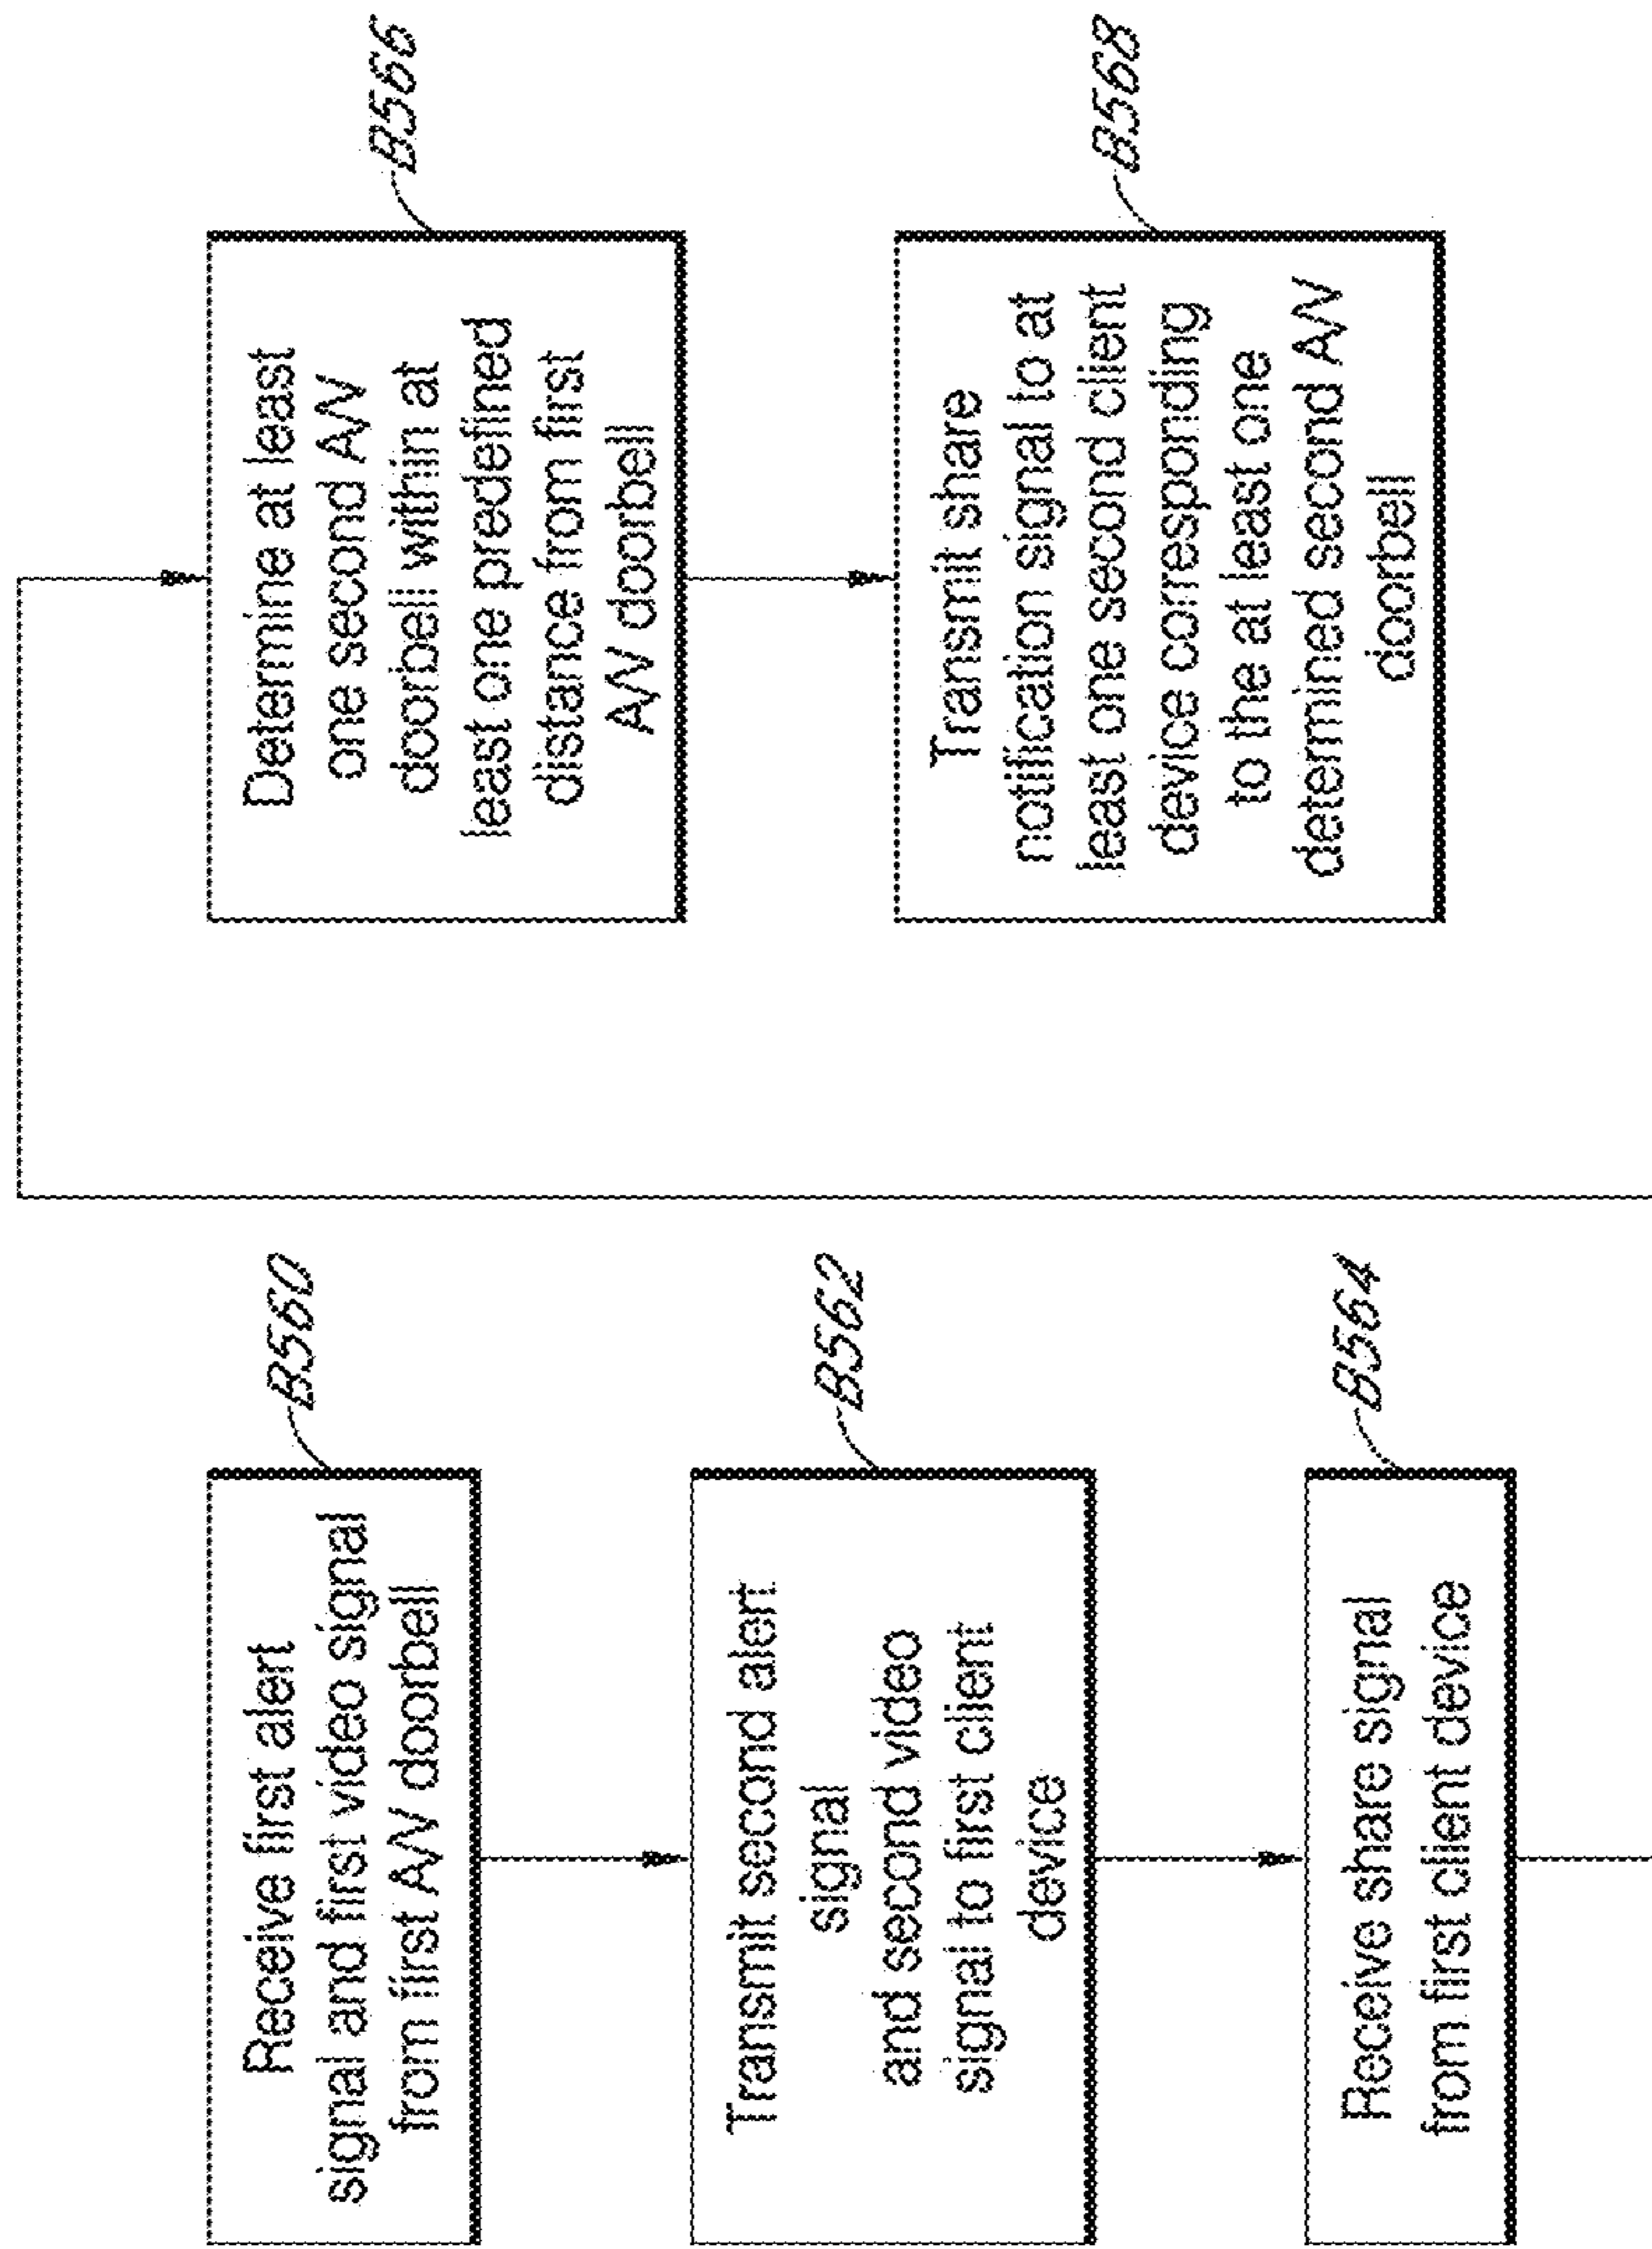 B560
Receive first alert
signal and first video signal
from first A/V doorbell
B562
Transmit second alert
signal
and second video
signal to first client
device
B564
Receive share signal
from first client device
B566
Determine at least
one second A/V
doorbell within at
least one predefined
distance from first
A/V doorbell
B568
Transmit share
notification signal to at
least one second client
device corresponding
to the at least one
determined second A/V
doorbell